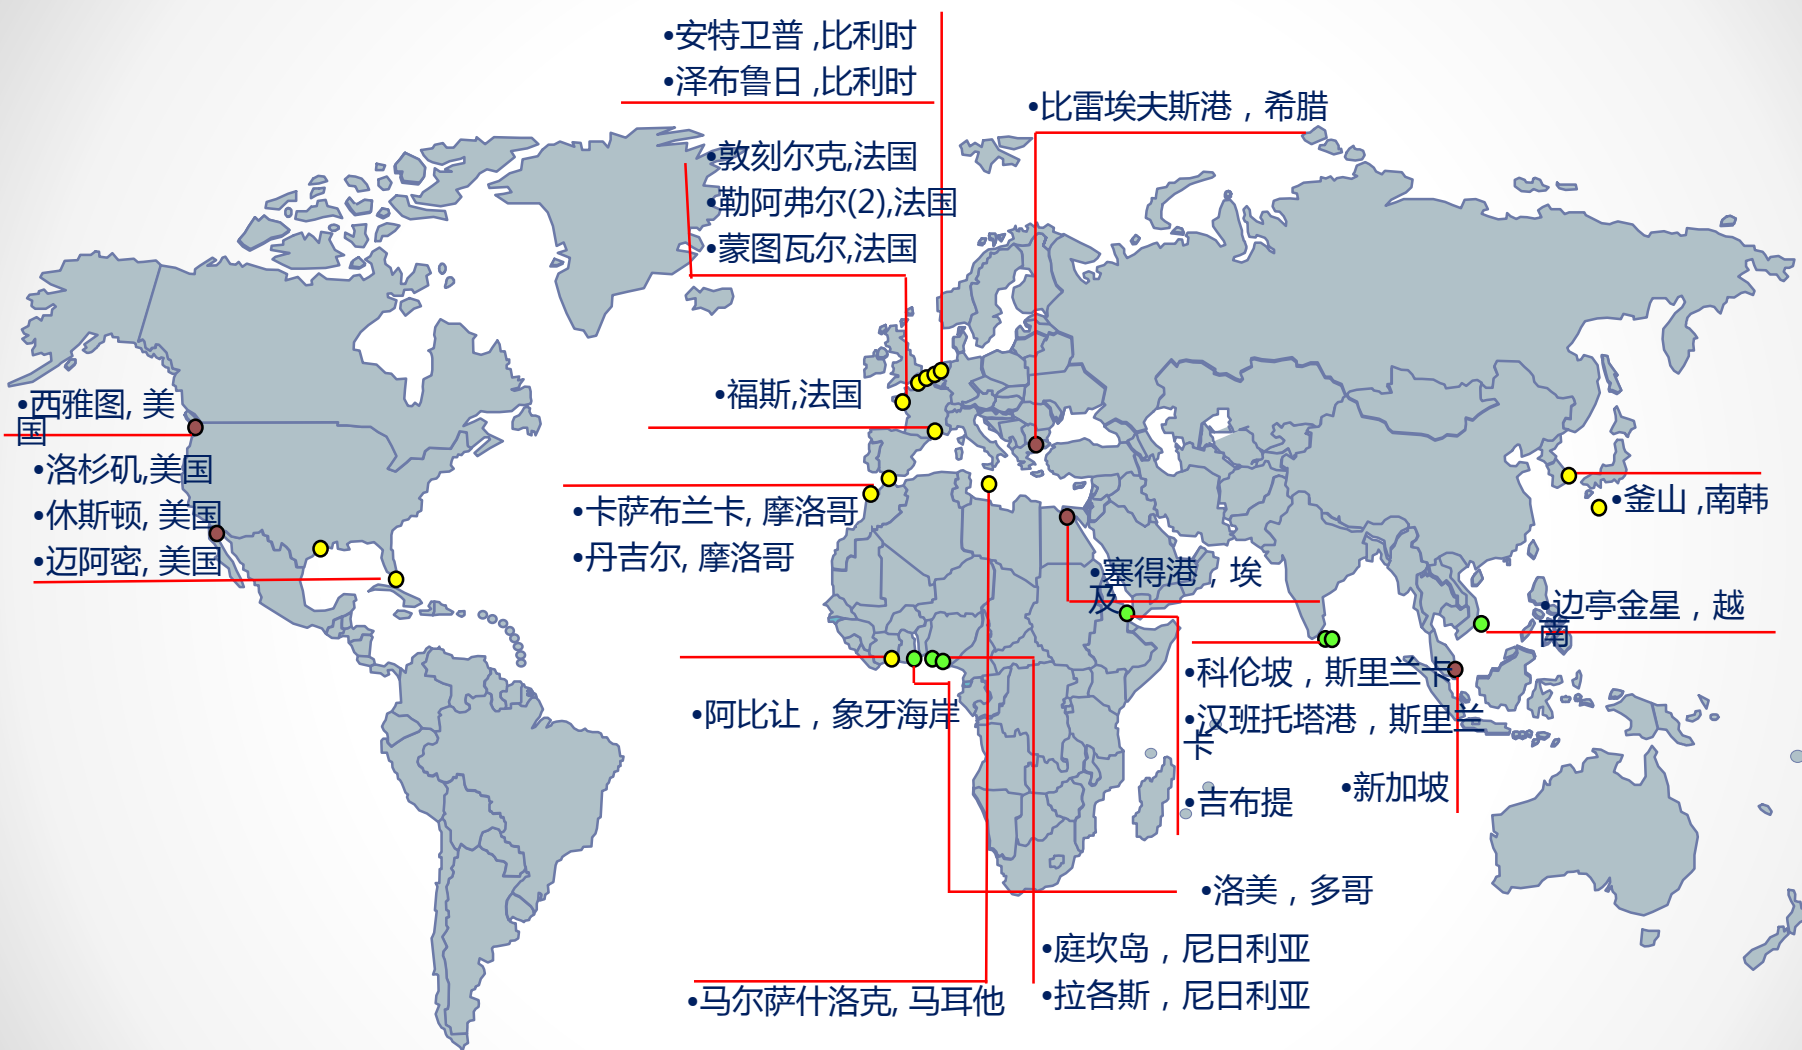 •安特卫普 ,比利时
•泽布鲁日 ,比利时
•比雷埃夫斯港，希腊
•敦刻尔克,法国
•勒阿弗尔(2),法国
•蒙图瓦尔,法国
•福斯,法国
•西雅图, 美
国
•洛杉矶,美国
•休斯顿, 美国
•迈阿密, 美国
•卡萨布兰卡, 摩洛哥
•丹吉尔, 摩洛哥
•釜山 ,南韩
•塞得港，埃
及
•边亭金星，越
南
•科伦坡，斯里兰卡
•汉班托塔港，斯里兰
卡
•阿比让，象牙海岸
•吉布提
•新加坡
•洛美，多哥
•庭坎岛，尼日利亚
•拉各斯，尼日利亚
•马尔萨什洛克, 马耳他